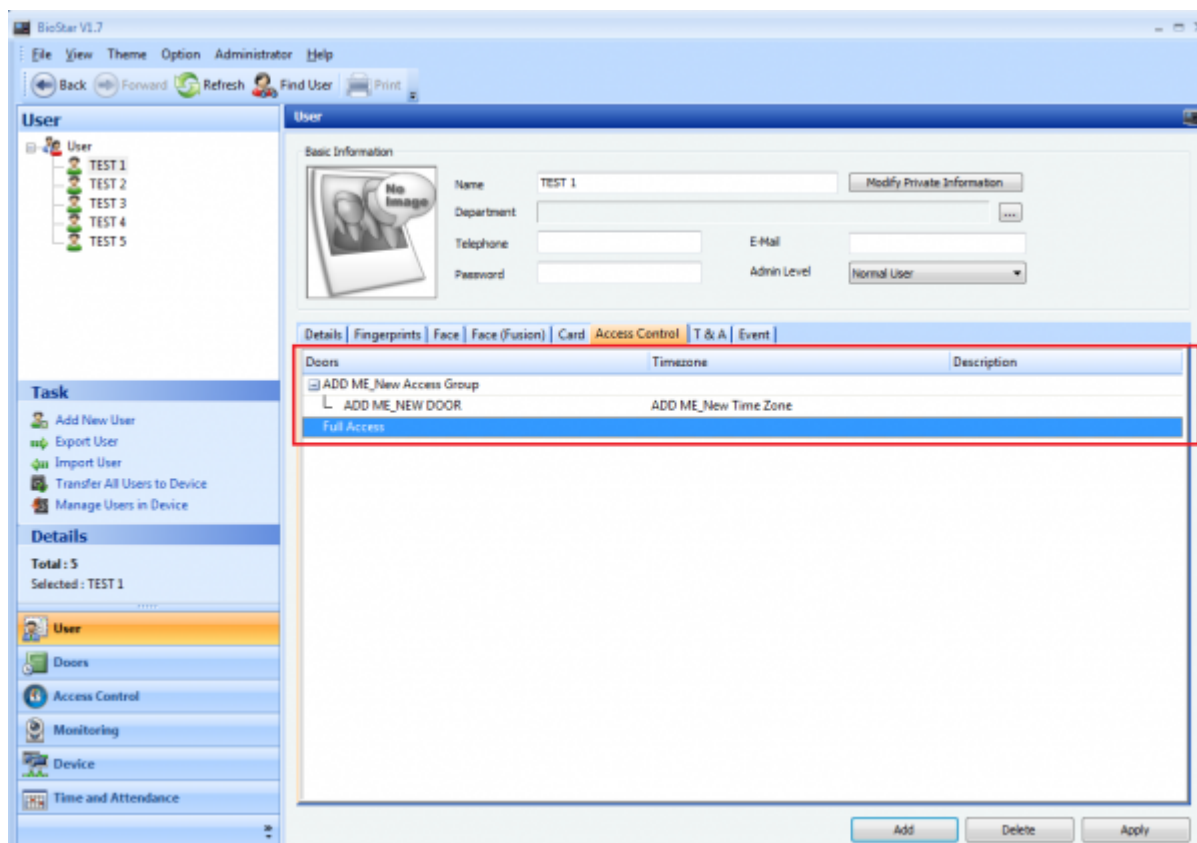 BioStar V1.7
File View Theme Option Administrator Help
Back Forward Refresh Find User Print
User
User
TEST 1
TEST 2
TEST 3
TEST 4
TEST 5
Task
Add New User
Export User
Import User
Transfer All Users to Device
Manage Users in Device
Details
Total : 5
Selected : TEST 1
User
Doors
Access Control
Monitoring
Device
Time and Attendance
User
Basic Information
No Image
Name TEST 1 Modify Private Information
Department ...
Telephone E-Mail
Password Admin Level Normal User
Details Fingerprints Face Face (Fusion) Card Access Control T & A Event
Doors Timezone Description
ADD ME_New Access Group
ADD ME_NEW DOOR ADD ME_New Time Zone
Full Access
Add Delete Apply